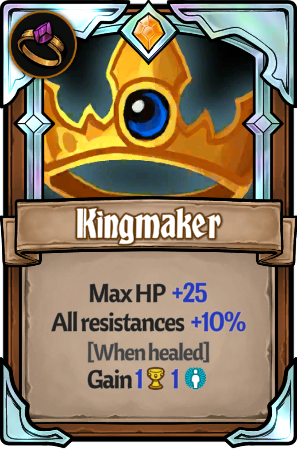 Kingmaker
Max HP +25
All resistances +10%
[When healed]
Gain 1 1